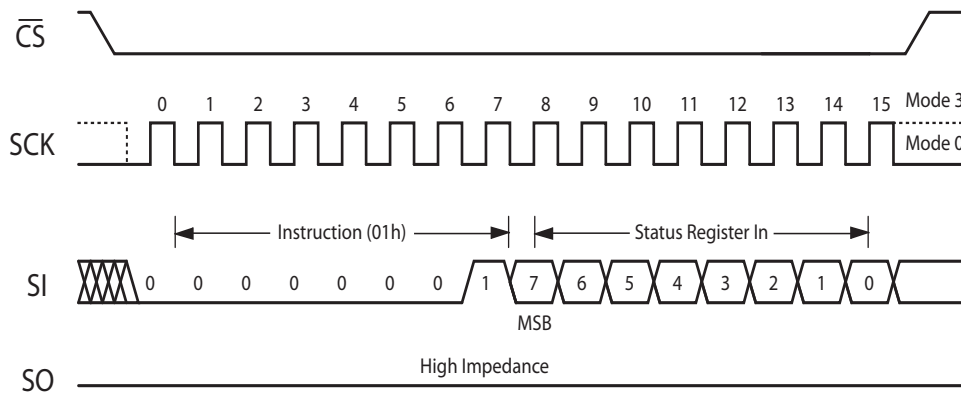 CS
0 1 2 3 4 5 6 7 8 9 10 11 12 13 14 15 Mode 3
SCK Mode 0
Instruction (01h) Status Register In
SI 0 0 0 0 0 0 0 1 7 6 5 4 3 2 1 0
MSB
High Impedance
SO